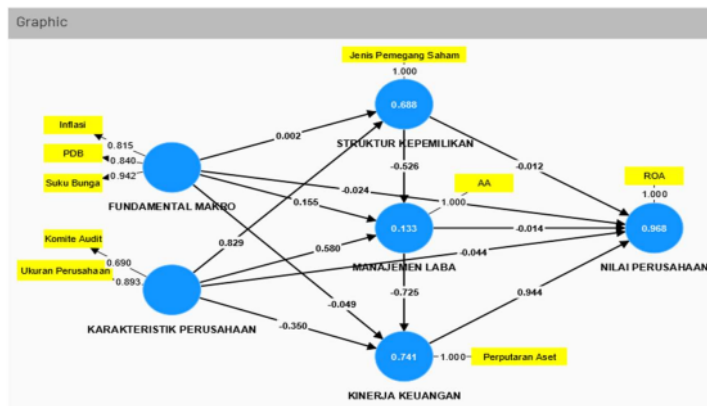 Graphic
Jenis Pemegang Saham
1.000
0.688
STRUKTUR KEPEMILIKAN
Inflasi
0.815
PDB
0.840
Suku Bunga
0.942
FUNDAMENTAL MAKRO
0.002
-0.526
-0.012
AA
1.000
ROA
1.000
-0.024
0.155
0.133
-0.014
0.968
MANAJEMEN LABA
NILAI PERUSAHAAN
Komite Audit
0.690
Ukuran Perusahaan
0.893
KARAKTERISTIK PERUSAHAAN
0.829
0.580
-0.044
-0.049
-0.725
0.944
-0.350
0.741
1.000
Perputaran Aset
KINERJA KEUANGAN